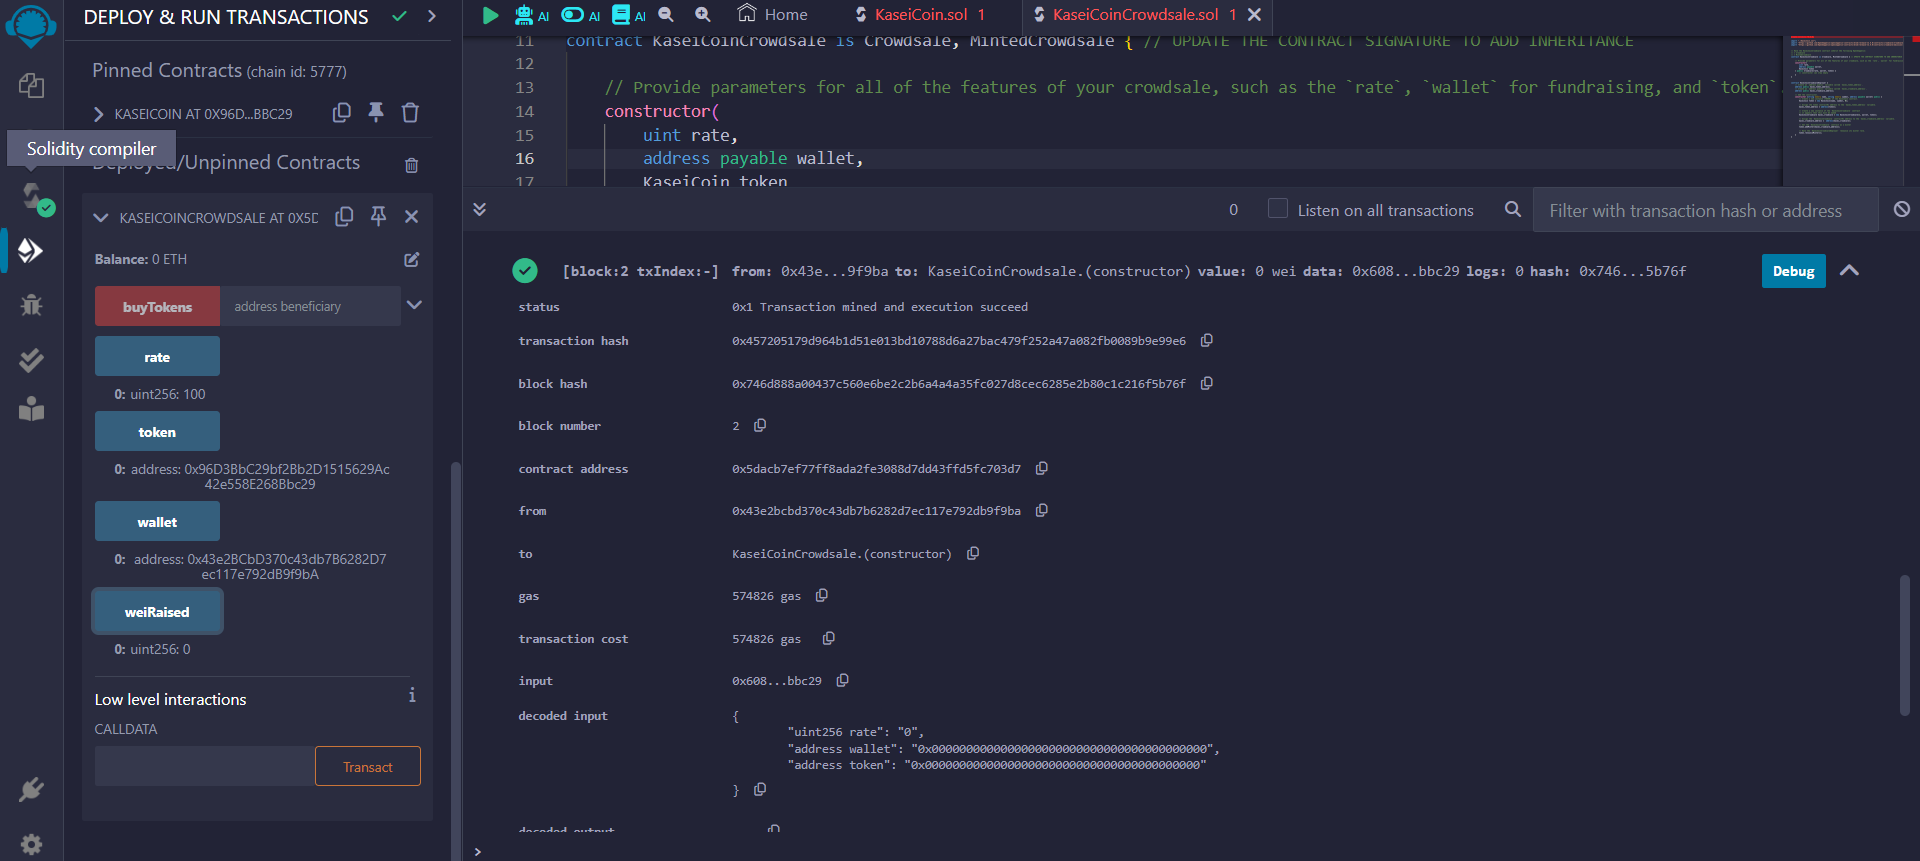 DEPLOY & RUN TRANSACTIONS
Pinned Contracts (chain id: 5777)
KASEICOIN AT 0X96D...BBC29
Solidity compiler
Deployed/Unpinned Contracts
KASEICOINCROWDSALE AT 0X5D
Balance: 0 ETH
buyTokens address beneficiary
rate
0: uint256: 100
token
0: address: 0x96D3BbC29bf2Bb2D1515629Ac
42e558E268Bbc29
wallet
0: address: 0x43e2BCbD370c43db7B6282D7
ec117e792dB9f9bA
weiRaised
0: uint256: 0
Low level interactions
i
CALLDATA
Transact
AI AI AI Home KaseiCoin.sol 1 KaseiCoinCrowdsale.sol 1
11 contract KaseiCoinCrowdsale is Crowdsale, MintedCrowdsale { // UPDATE THE CONTRACT SIGNATURE TO ADD INHERITANCE
12
13 // Provide parameters for all of the features of your crowdsale, such as the `rate`, `wallet` for fundraising, and `token`.
14 constructor(
15 uint rate,
16 address payable wallet,
17 KaseiCoin token
0 Listen on all transactions Filter with transaction hash or address
[block:2 txIndex:-] from: 0x43e...9f9ba to: KaseiCoinCrowdsale.(constructor) value: 0 wei data: 0x608...bbc29 logs: 0 hash: 0x746...5b76f Debug
status 0x1 Transaction mined and execution succeed
transaction hash 0x457205179d964b1d51e013bd10788d6a27bac479f252a47a082fb0089b9e99e6
block hash 0x746d888a00437c560e6be2c2b6a4a4a35fc027d8cec6285e2b80c1c216f5b76f
block number 2
contract address 0x5dacb7ef77ff8ada2fe3088d7dd43ffd5fc703d7
from 0x43e2bcbd370c43db7b6282d7ec117e792db9f9ba
to KaseiCoinCrowdsale.(constructor)
gas 574826 gas
transaction cost 574826 gas
input 0x608...bbc29
decoded input {
"uint256 rate": "0",
"address wallet": "0x0000000000000000000000000000000000000000",
"address token": "0x0000000000000000000000000000000000000000"
}
decoded output
>